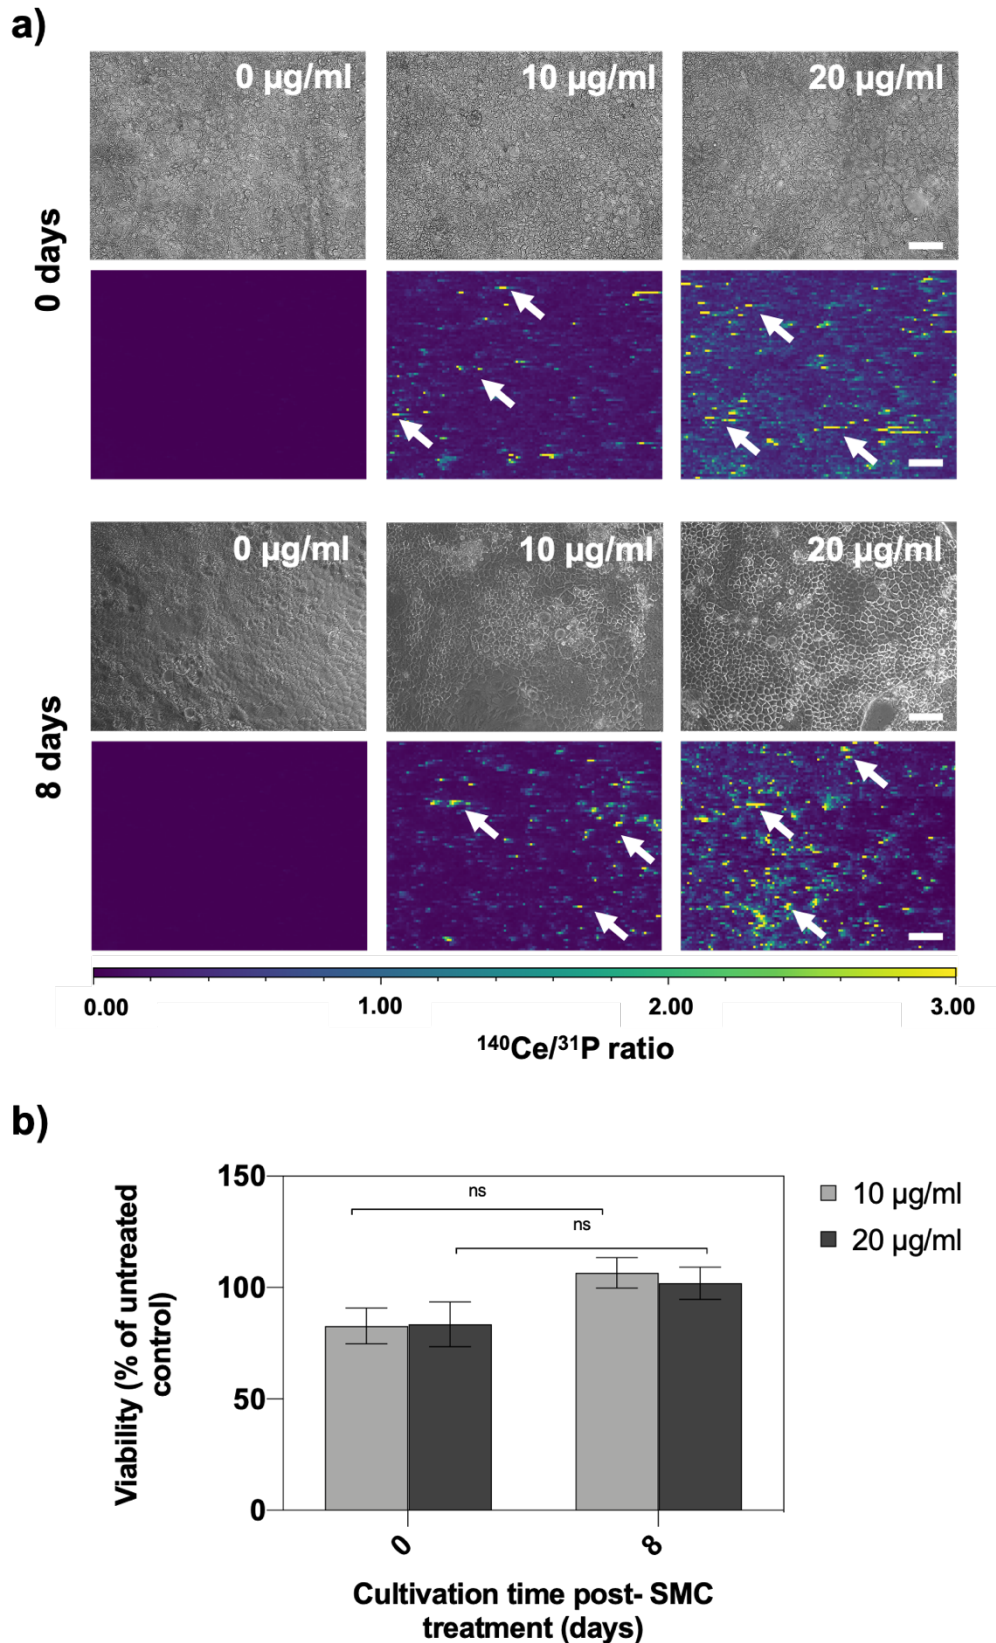 a)
0 µg/ml
10 µg/ml
20 µg/ml
0 days
0 µg/ml
10 µg/ml
20 µg/ml
8 days
0.00
1.00
2.00
3.00
¹⁴⁰Ce/³¹P ratio
b)
Viability (% of untreated
control)
150
100
50
0
ns
ns
10 µg/ml
20 µg/ml
0
8
Cultivation time post- SMC
treatment (days)